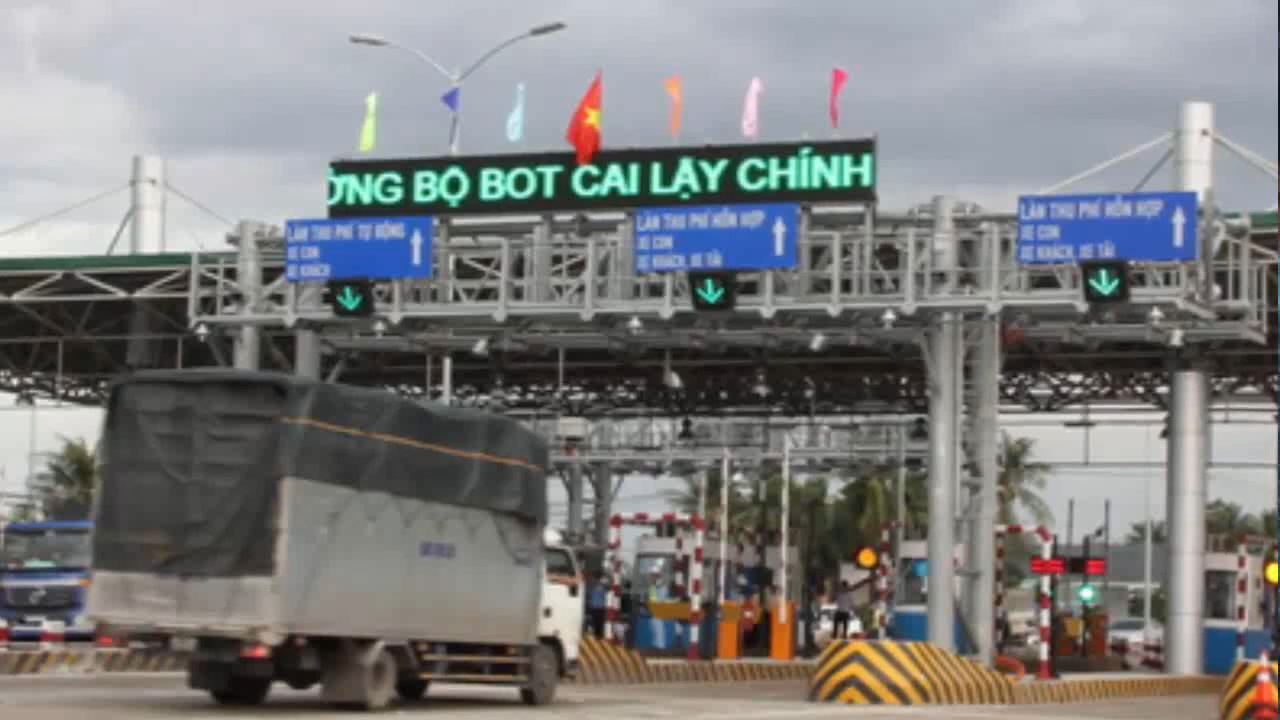 ỜNG BỘ BOT CAI LẬY CHÍNH
LÀN THU PHÍ TỰ ĐỘNG
XE CON
XE KHÁCH
LÀN THU PHÍ HỖN HỢP
XE CON
XE KHÁCH, XE TẢI
LÀN THU PHÍ HỖN HỢP
XE CON
XE KHÁCH, XE TẢI